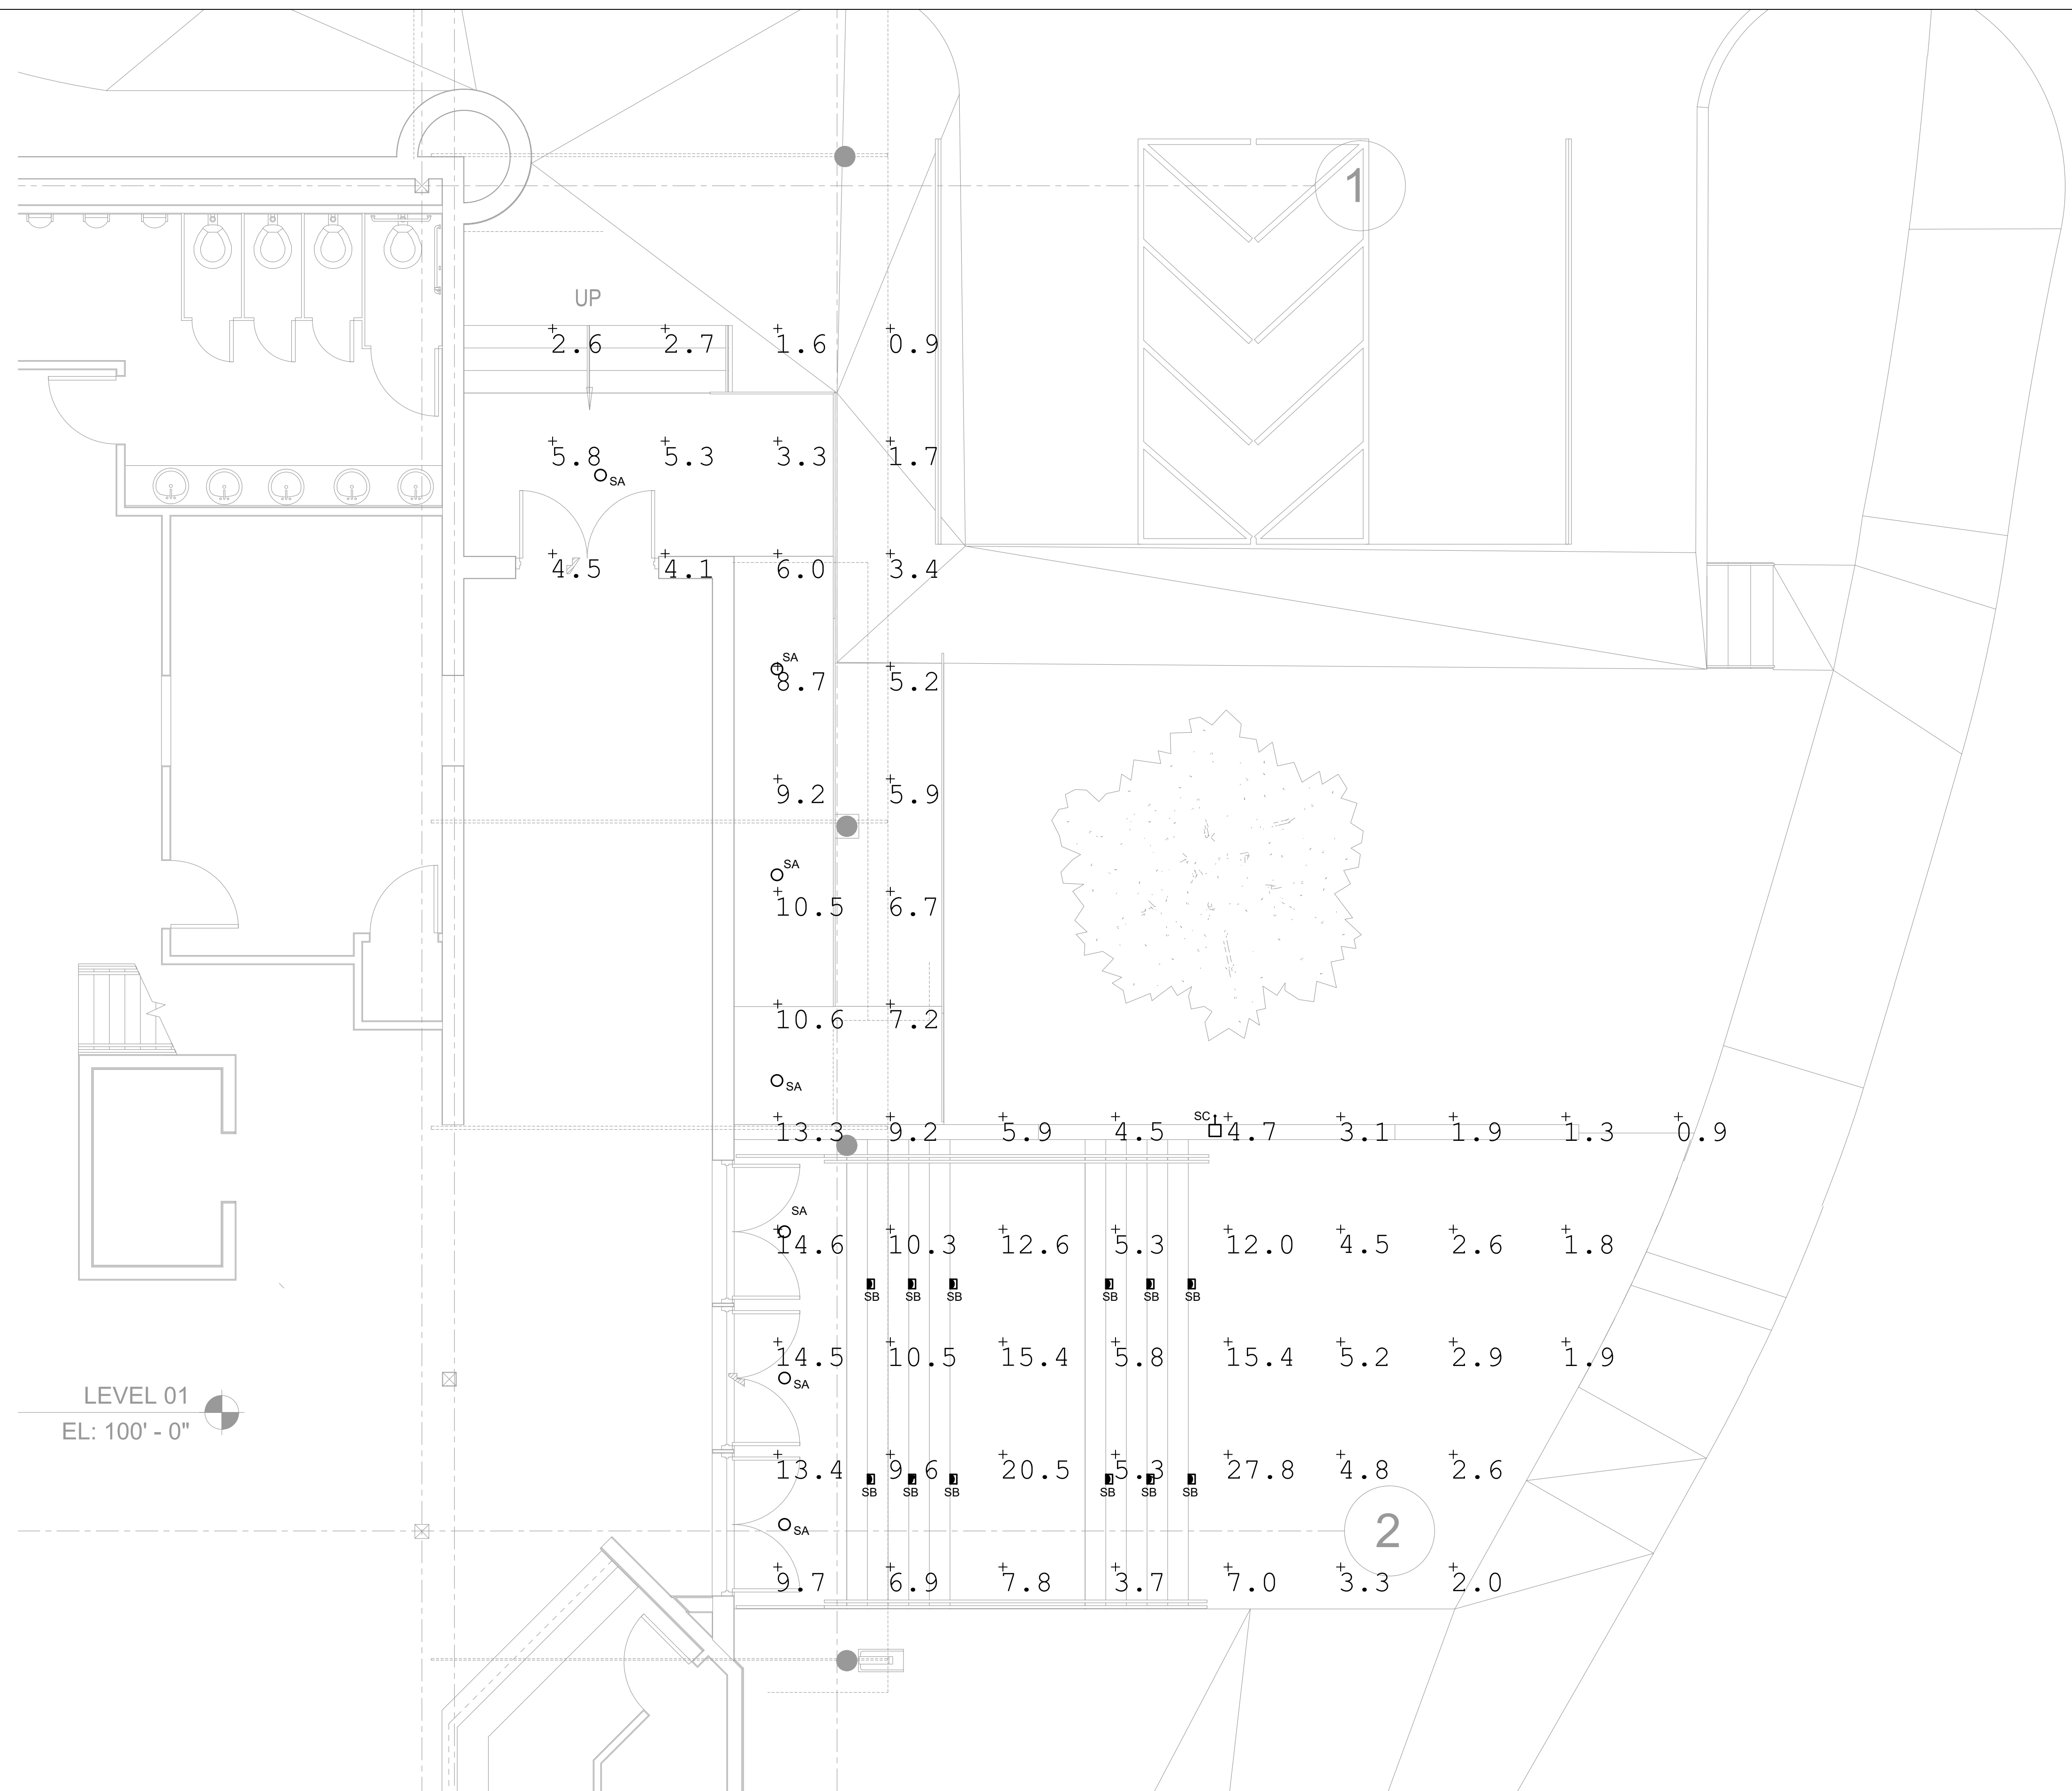 1
UP
2.6 2.7 1.6 0.9
5.8 5.3 3.3 1.7
SA
4.5 4.1 6.0 3.4
SA
8.7 5.2
9.2 5.9
SA
10.5 6.7
10.6 7.2
SA
SC
13.3 9.2 5.9 4.5 4.7 3.1 1.9 1.3 0.9
SA
14.6 10.3 12.6 5.3 12.0 4.5 2.6 1.8
SB SB SB SB SB SB
14.5 10.5 15.4 5.8 15.4 5.2 2.9 1.9
SA
LEVEL 01
EL: 100' - 0"
13.4 9.6 20.5 5.3 27.8 4.8 2.6
SB SB SB SB SB SB
SA
2
9.7 6.9 7.8 3.7 7.0 3.3 2.0